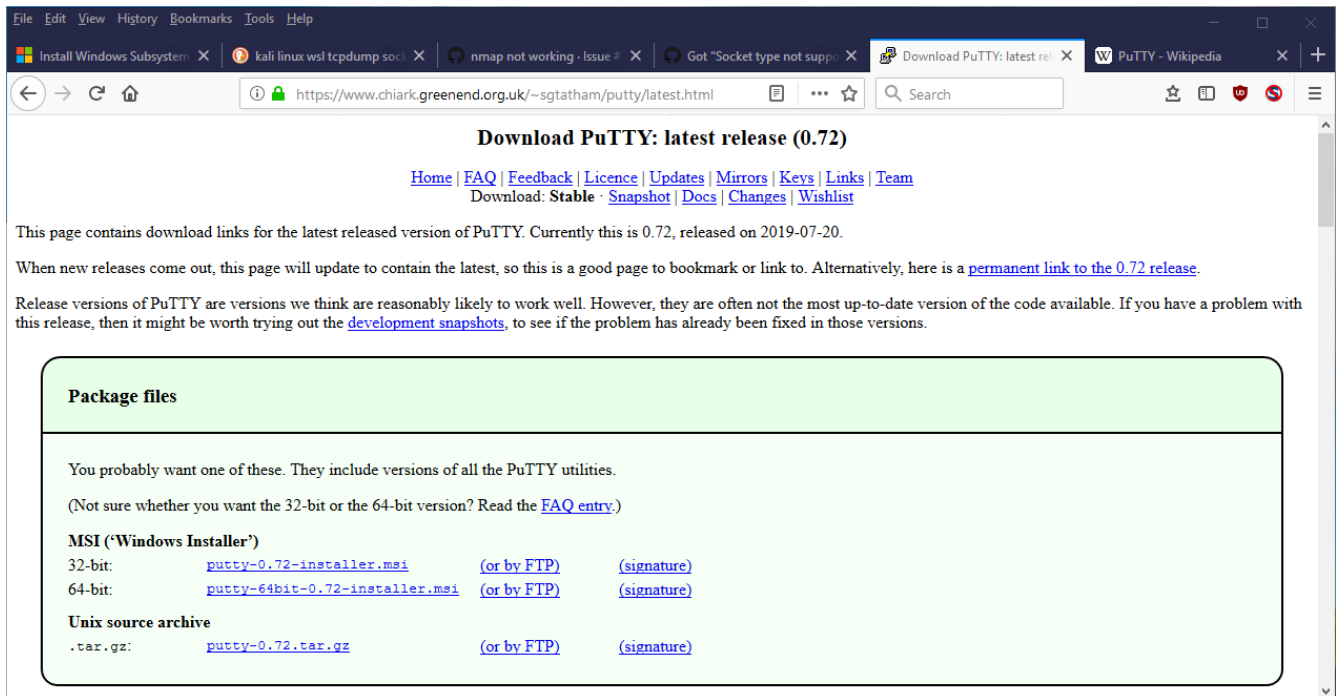 File Edit View History Bookmarks Tools Help
Install Windows Subsystem
kali linux wsl tcpdump sock
nmap not working · Issue #
Got "Socket type not suppo
Download PuTTY: latest rel
PuTTY - Wikipedia
https://www.chiark.greenend.org.uk/~sgtatham/putty/latest.html
Search
Download PuTTY: latest release (0.72)
Home | FAQ | Feedback | Licence | Updates | Mirrors | Keys | Links | Team
Download: Stable · Snapshot | Docs | Changes | Wishlist
This page contains download links for the latest released version of PuTTY. Currently this is 0.72, released on 2019-07-20.
When new releases come out, this page will update to contain the latest, so this is a good page to bookmark or link to. Alternatively, here is a permanent link to the 0.72 release.
Release versions of PuTTY are versions we think are reasonably likely to work well. However, they are often not the most up-to-date version of the code available. If you have a problem with
this release, then it might be worth trying out the development snapshots, to see if the problem has already been fixed in those versions.
Package files
You probably want one of these. They include versions of all the PuTTY utilities.
(Not sure whether you want the 32-bit or the 64-bit version? Read the FAQ entry.)
MSI (‘Windows Installer’)
32-bit: putty-0.72-installer.msi (or by FTP) (signature)
64-bit: putty-64bit-0.72-installer.msi (or by FTP) (signature)
Unix source archive
.tar.gz: putty-0.72.tar.gz (or by FTP) (signature)